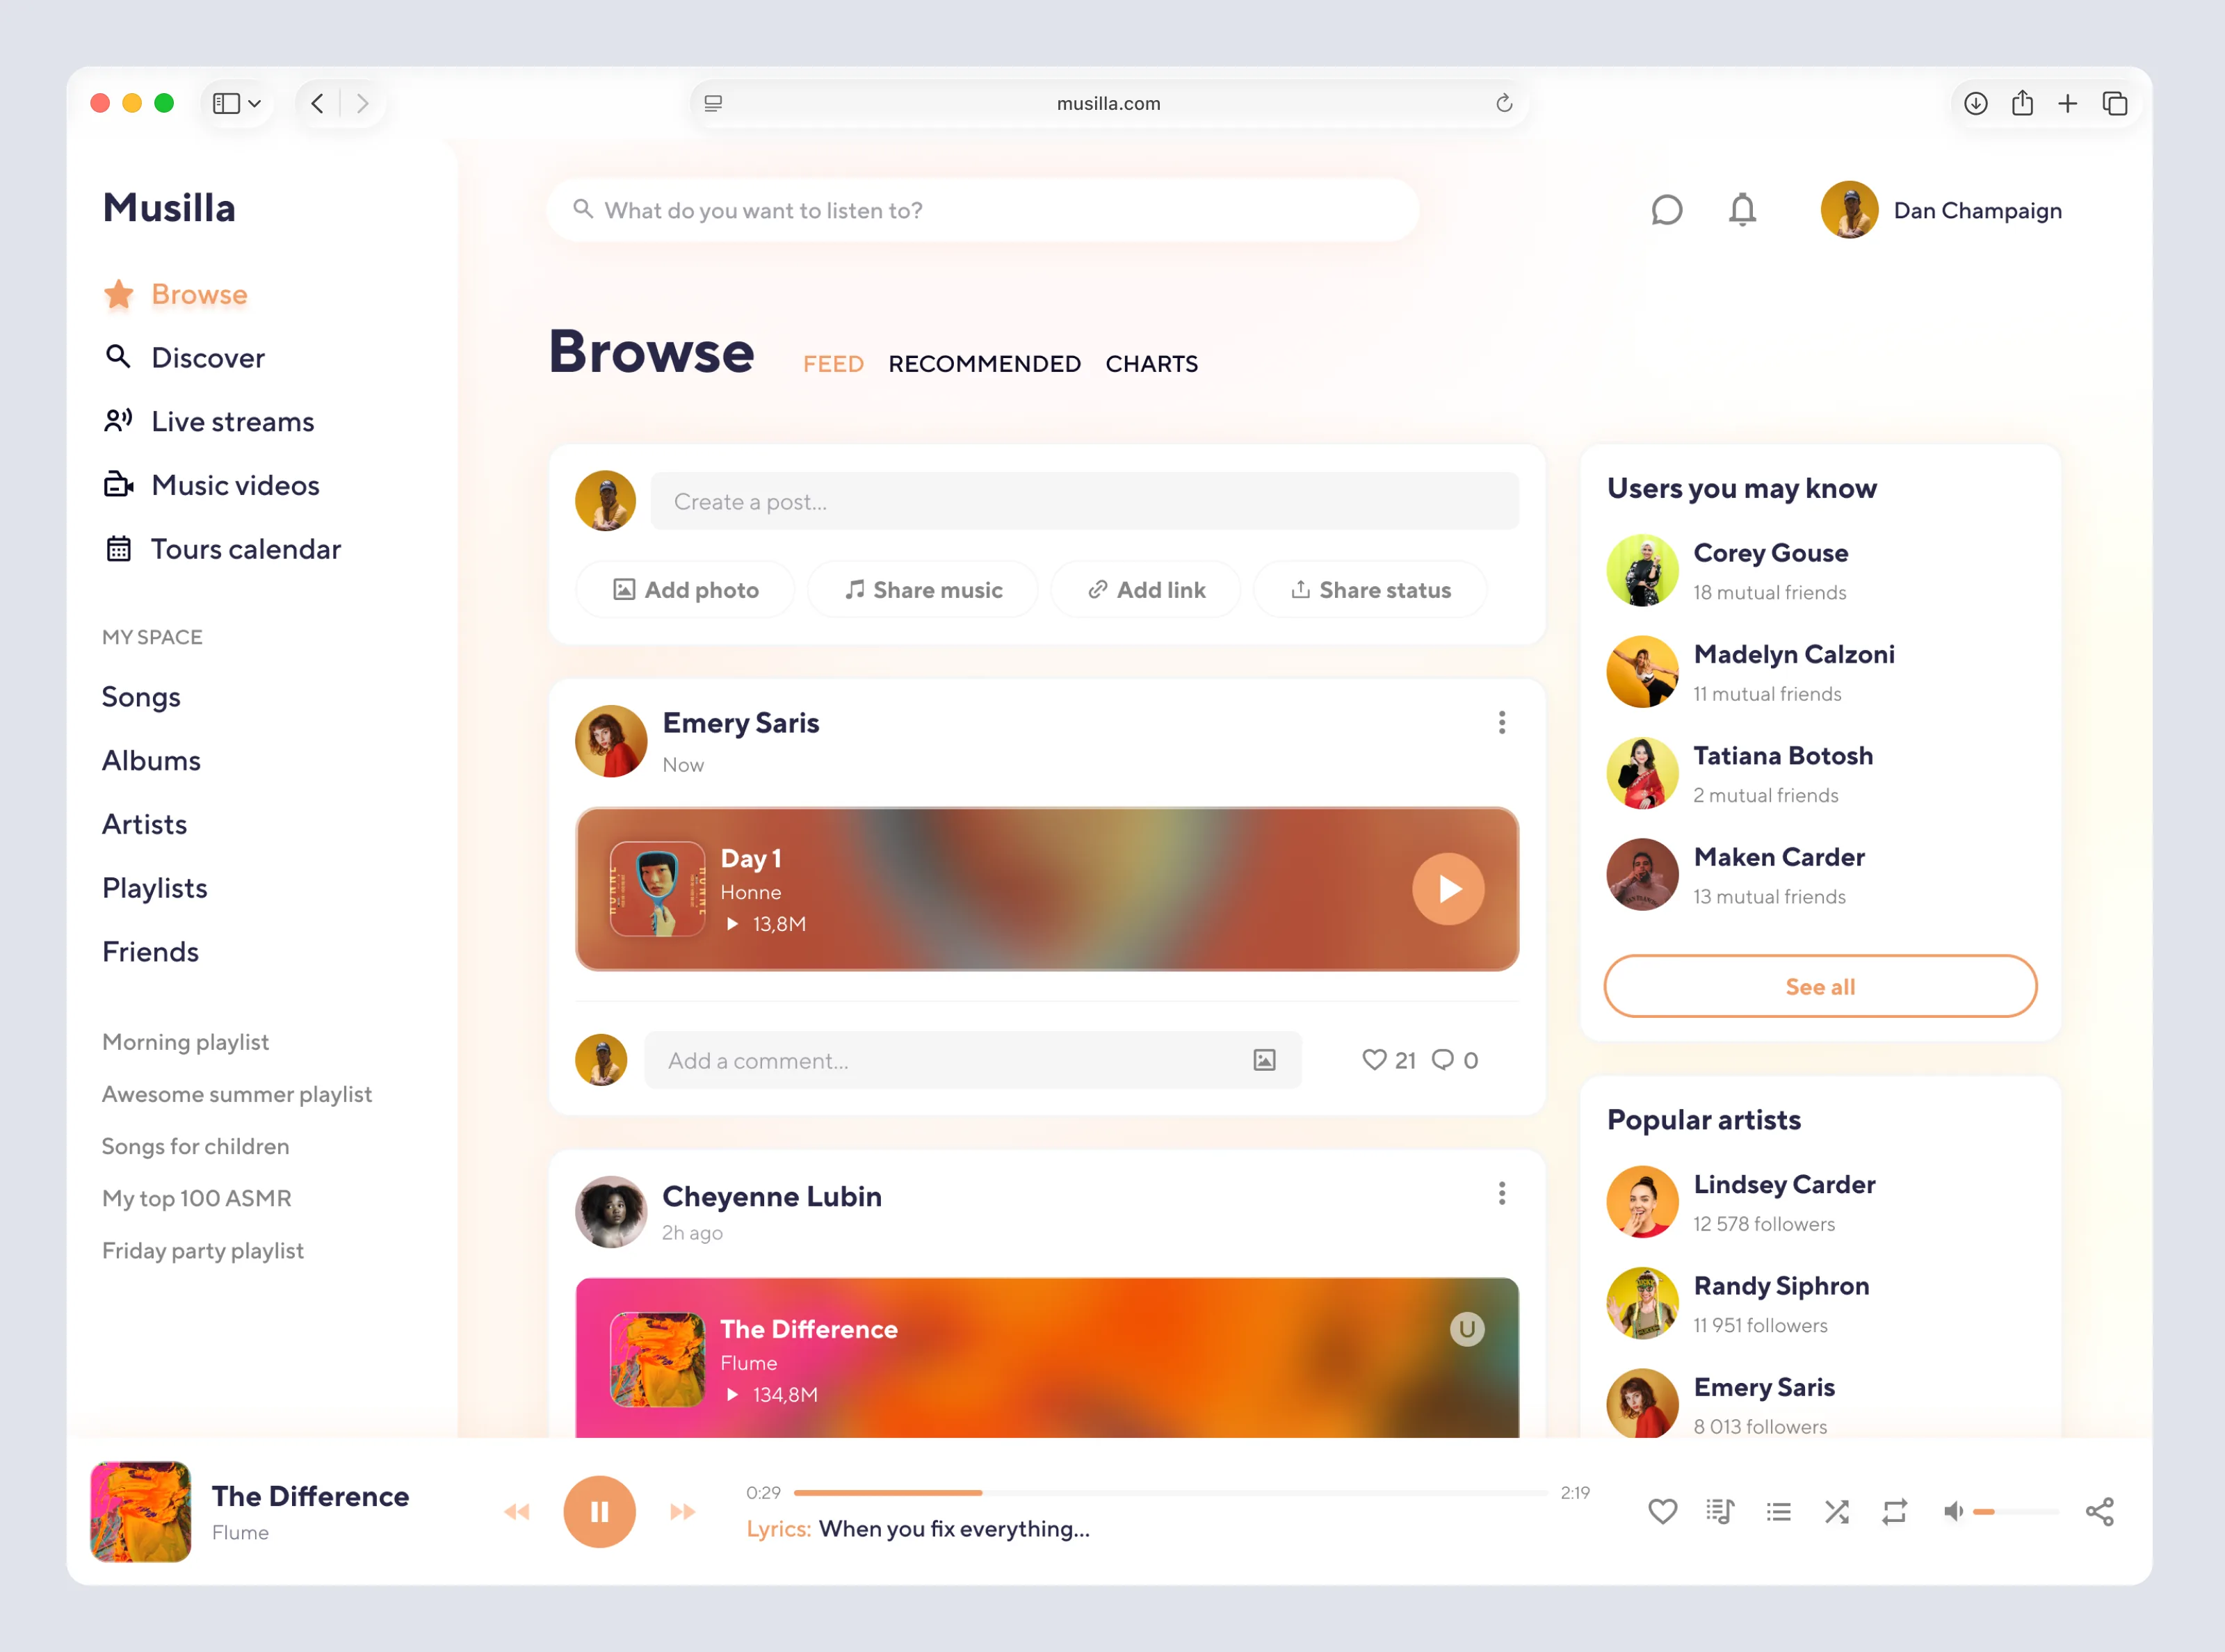 musilla.com
Musilla
What do you want to listen to?
Dan Champaign
Browse
Discover
Live streams
Music videos
Tours calendar
MY SPACE
Songs
Albums
Artists
Playlists
Friends
Morning playlist
Awesome summer playlist
Songs for children
My top 100 ASMR
Friday party playlist
Browse
FEED RECOMMENDED CHARTS
Create a post...
Add photo
Share music
Add link
Share status
Emery Saris
Now
HONNE
Day 1
Honne
13,8M
Add a comment...
21
0
Cheyenne Lubin
2h ago
The Difference
Flume
134,8M
U
Users you may know
Corey Gouse
18 mutual friends
Madelyn Calzoni
11 mutual friends
Tatiana Botosh
2 mutual friends
Maken Carder
13 mutual friends
See all
Popular artists
Lindsey Carder
12 578 followers
Randy Siphron
11 951 followers
Emery Saris
8 013 followers
The Difference
Flume
0:29
2:19
Lyrics: When you fix everything...